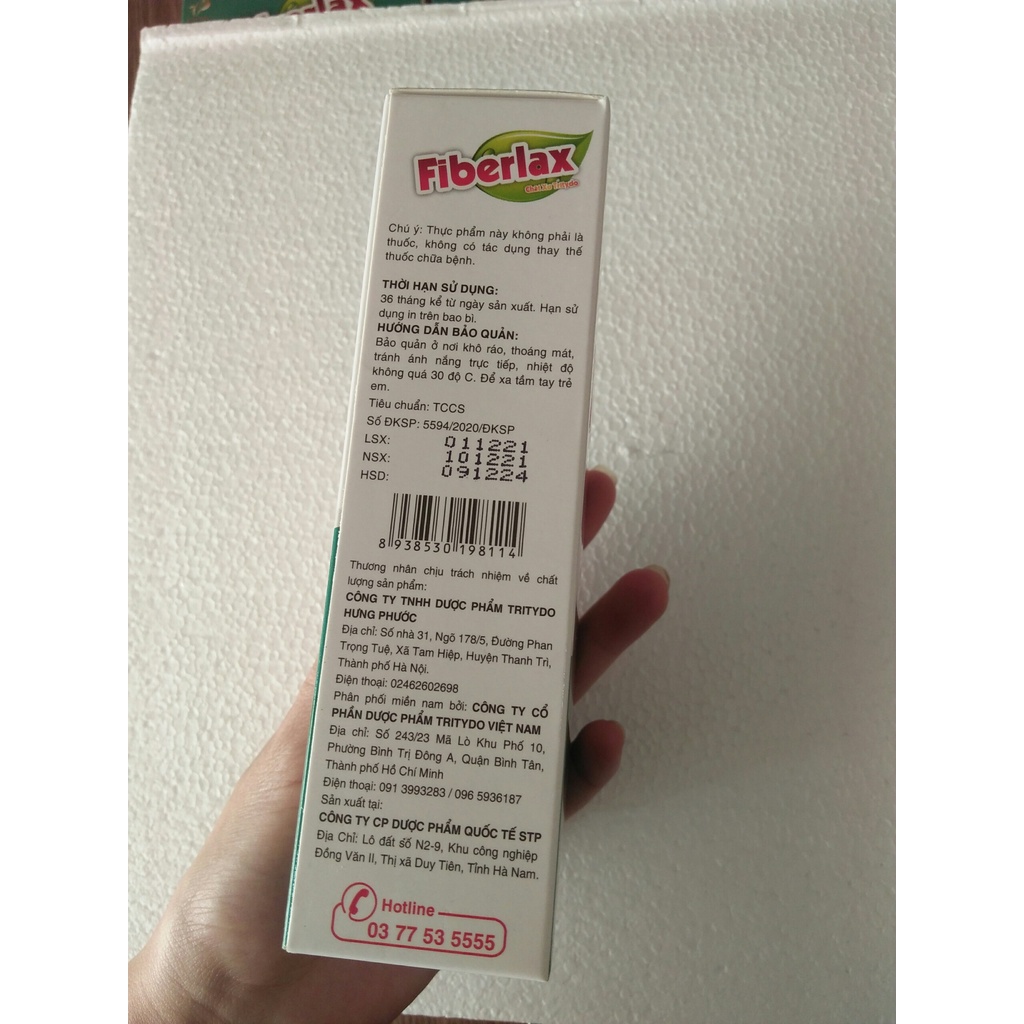 Fiberlax
Chất Xơ Tritydo
Chú ý: Thực phẩm này không phải là
thuốc, không có tác dụng thay thế
thuốc chữa bệnh.
THỜI HẠN SỬ DỤNG:
36 tháng kể từ ngày sản xuất. Hạn sử
dụng in trên bao bì.
HƯỚNG DẪN BẢO QUẢN:
Bảo quản ở nơi khô ráo, thoáng mát,
tránh ánh nắng trực tiếp, nhiệt độ
không quá 30 độ C. Để xa tầm tay trẻ
em.
Tiêu chuẩn: TCCS
Số ĐKSP: 5594/2020/ĐKSP
LSX: 011221
NSX: 101221
HSD: 091224
8 938530 198114
Thương nhân chịu trách nhiệm về chất
lượng sản phẩm:
CÔNG TY TNHH DƯỢC PHẨM TRITYDO
HƯNG PHƯỚC
Địa chỉ: Số nhà 31, Ngõ 178/5, Đường Phan
Trọng Tuệ, Xã Tam Hiệp, Huyện Thanh Trì,
Thành phố Hà Nội.
Điện thoại: 02462602698
Phân phối miền nam bởi: CÔNG TY CỔ
PHẦN DƯỢC PHẨM TRITYDO VIỆT NAM
Địa chỉ: Số 243/23 Mã Lò Khu Phố 10,
Phường Bình Trị Đông A, Quận Bình Tân,
Thành phố Hồ Chí Minh
Điện thoại: 091 3993283 / 096 5936187
Sản xuất tại:
CÔNG TY CP DƯỢC PHẨM QUỐC TẾ STP
Địa Chỉ: Lô đất số N2-9, Khu công nghiệp
Đồng Văn II, Thị xã Duy Tiên, Tỉnh Hà Nam.
Hotline
03 77 53 5555